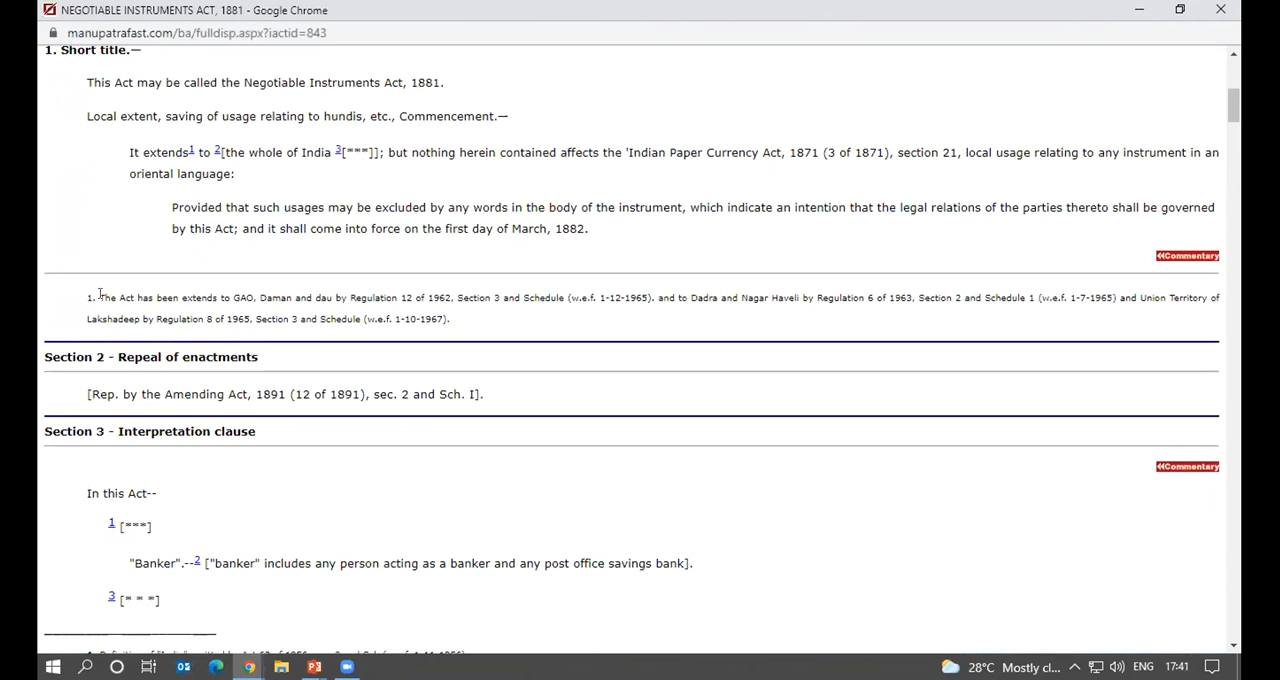 NEGOTIABLE INSTRUMENTS ACT, 1881 - Google Chrome
manupatrafast.com/ba/fulldisp.aspx?iactid=843
1. Short title.—
This Act may be called the Negotiable Instruments Act, 1881.
Local extent, saving of usage relating to hundis, etc., Commencement.—
It extends1 to 2[the whole of India 3[***]]; but nothing herein contained affects the 'Indian Paper Currency Act, 1871 (3 of 1871), section 21, local usage relating to any instrument in an
oriental language:
Provided that such usages may be excluded by any words in the body of the instrument, which indicate an intention that the legal relations of the parties thereto shall be governed
by this Act; and it shall come into force on the first day of March, 1882.
Commentary
1. The Act has been extends to GAO, Daman and dau by Regulation 12 of 1962, Section 3 and Schedule (w.e.f. 1-12-1965). and to Dadra and Nagar Haveli by Regulation 6 of 1963, Section 2 and Schedule 1 (w.e.f. 1-7-1965) and Union Territory of
Lakshadeep by Regulation 8 of 1965, Section 3 and Schedule (w.e.f. 1-10-1967).
Section 2 - Repeal of enactments
[Rep. by the Amending Act, 1891 (12 of 1891), sec. 2 and Sch. I].
Section 3 - Interpretation clause
Commentary
In this Act--
1 [***]
"Banker".--2 ["banker" includes any person acting as a banker and any post office savings bank].
3 [* * *]
28°C Mostly cl... ENG 17:41